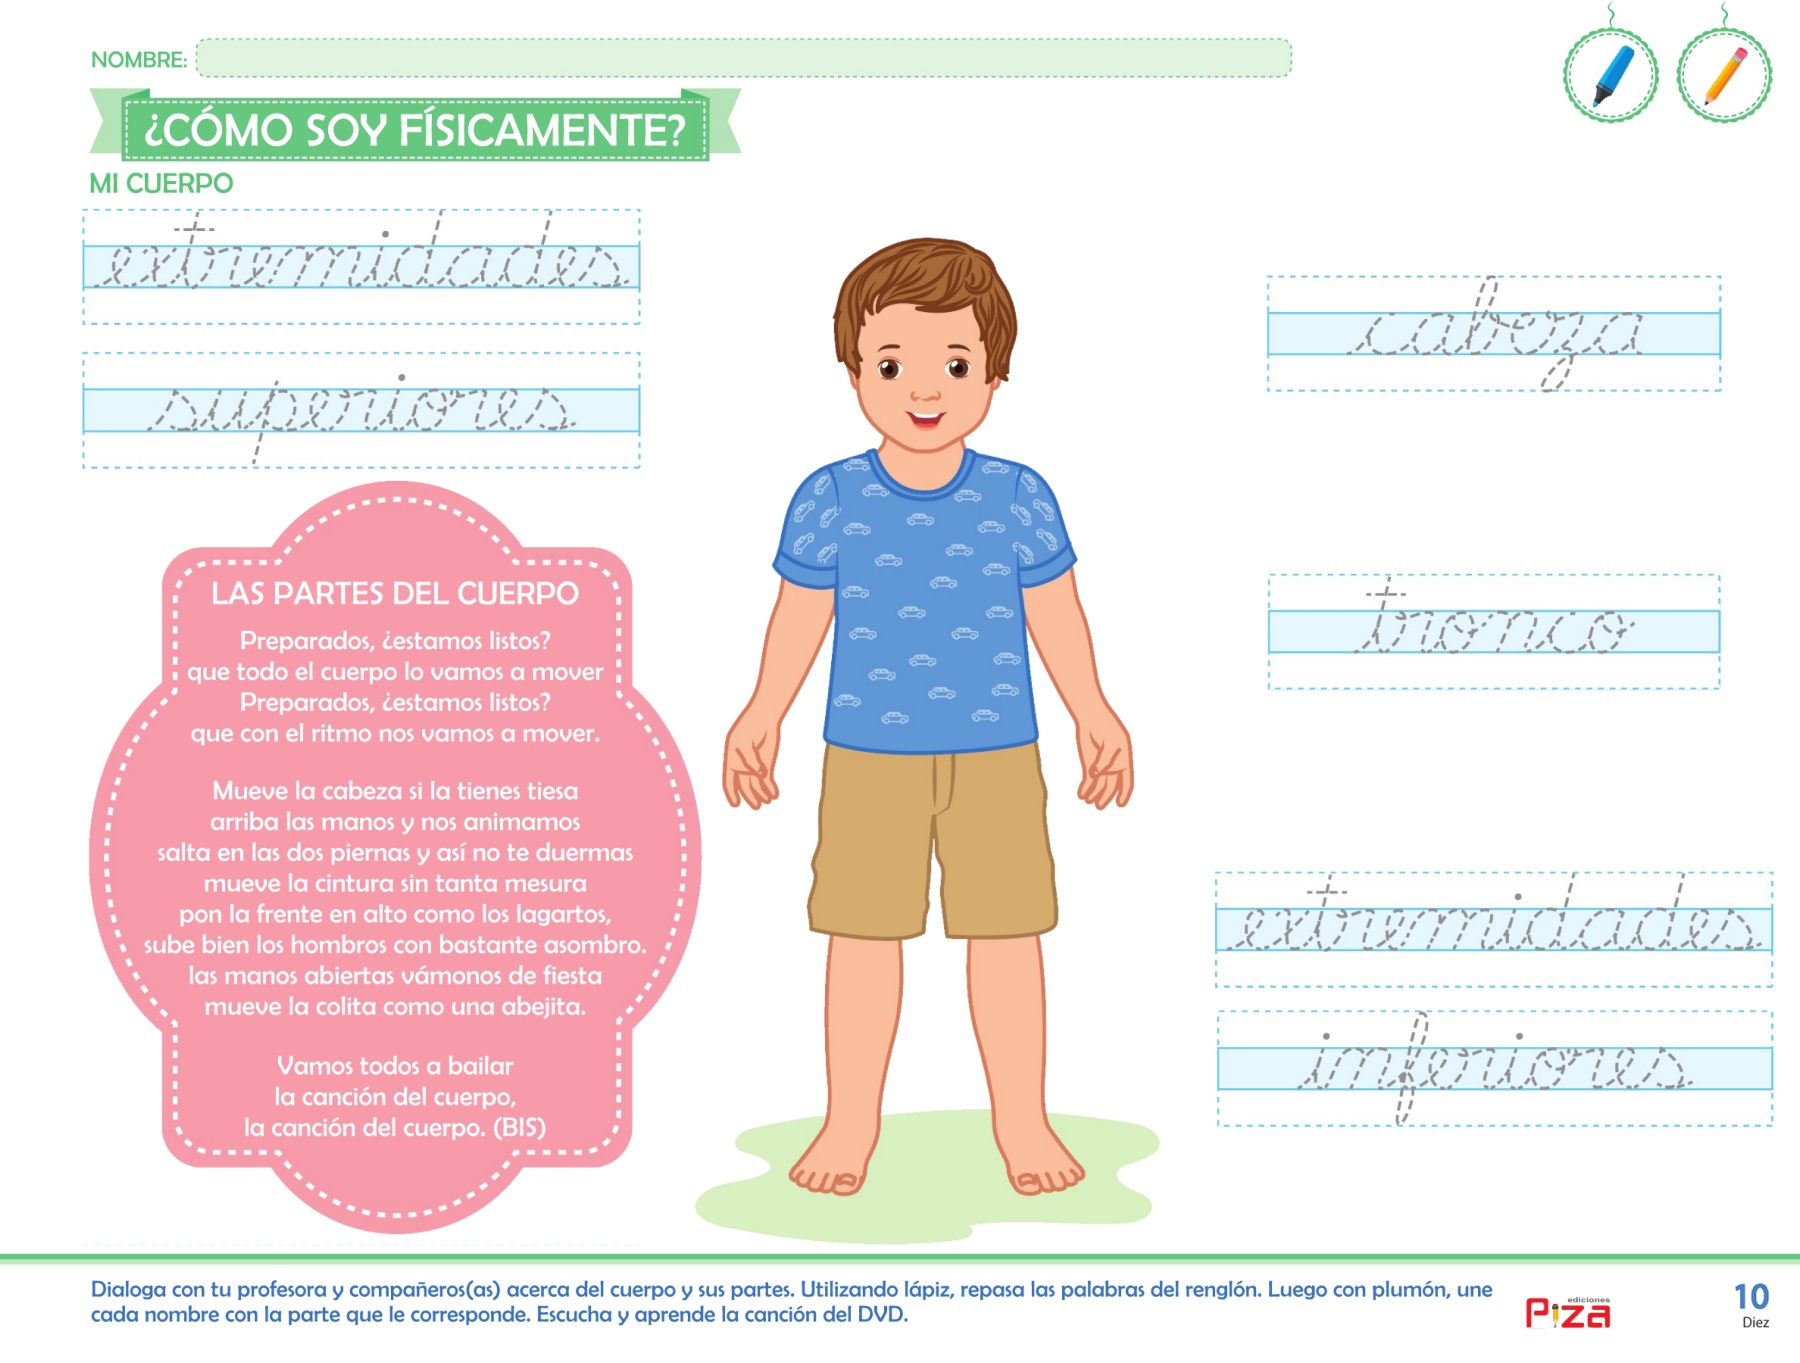 NOMBRE:
¿CÓMO SOY FÍSICAMENTE?
MI CUERPO
extremidades
superiores
LAS PARTES DEL CUERPO
Preparados, ¿estamos listos?
que todo el cuerpo lo vamos a mover
Preparados, ¿estamos listos?
que con el ritmo nos vamos a mover.
Mueve la cabeza si la tienes tiesa
arriba las manos y nos animamos
salta en las dos piernas y así no te duermas
mueve la cintura sin tanta mesura
pon la frente en alto como los lagartos,
sube bien los hombros con bastante asombro.
las manos abiertas vámonos de fiesta
mueve la colita como una abejita.
Vamos todos a bailar
la canción del cuerpo,
la canción del cuerpo. (BIS)
cabeza
tronco
extremidades
inferiores
Dialoga con tu profesora y compañeros(as) acerca del cuerpo y sus partes. Utilizando lápiz, repasa las palabras del renglón. Luego con plumón, une
cada nombre con la parte que le corresponde. Escucha y aprende la canción del DVD.
ediciones
Piza
10
Diez